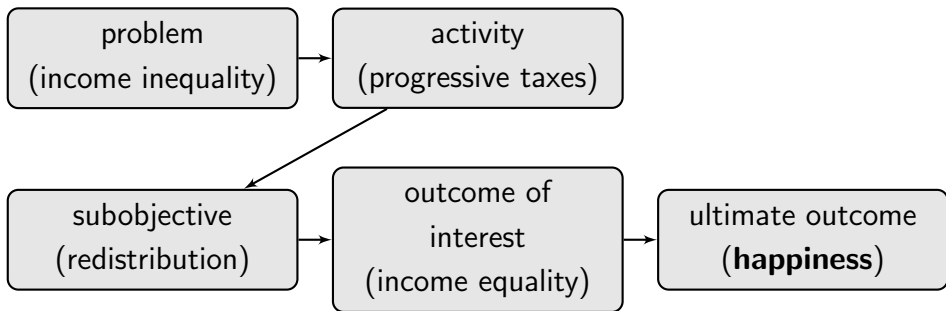 problem
(income inequality)
activity
(progressive taxes)
subobjective
(redistribution)
outcome of
interest
(income equality)
ultimate outcome
(happiness)